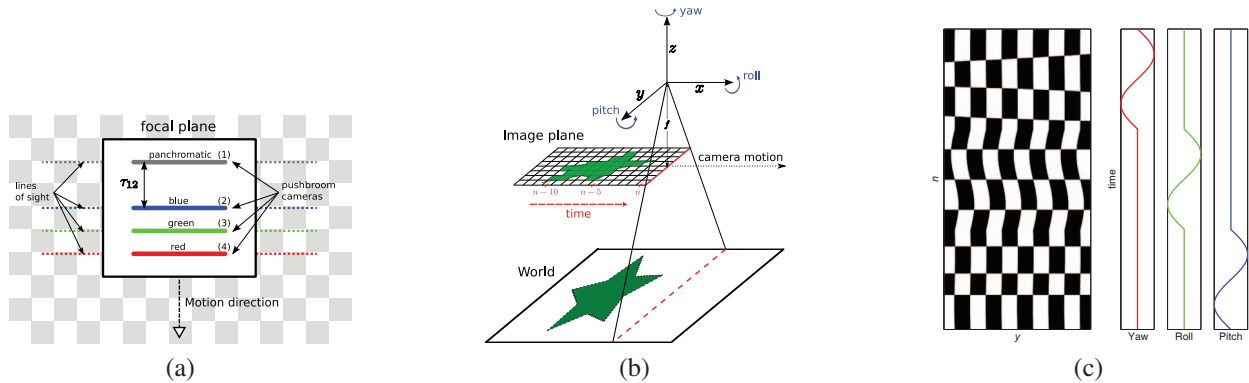 focal plane
panchromatic (1)
τ12
lines
of sight
pushbroom
cameras
blue (2)
green (3)
red (4)
Motion direction
(a)
yaw
z
roll
x
y
pitch
f
Image plane
camera motion
n−10 n−5 n
time
World
(b)
n
y
time
Yaw Roll Pitch
(c)